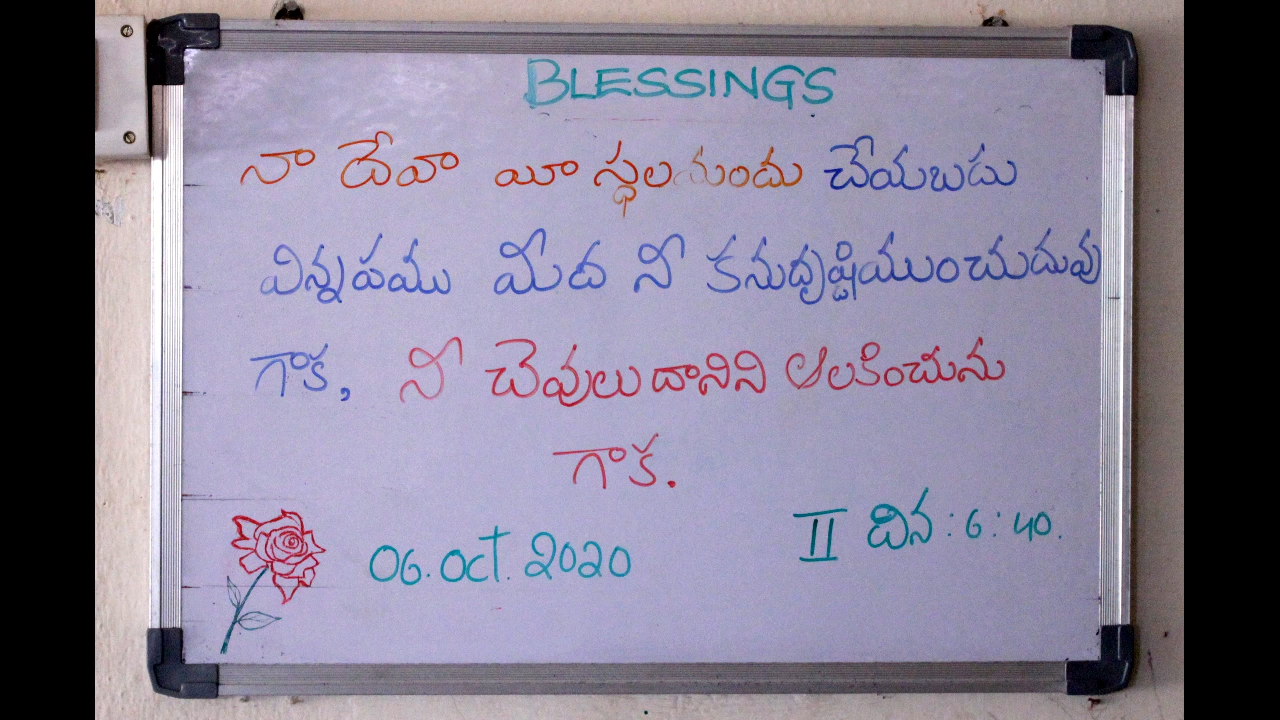 BLESSINGS
నా దేవా యీ స్థలమందు చేయబడు
విన్నపము మీద నీ కనుదృష్టియుంచుదువు
గాక, నీ చెవులు దానిని ఆలకించును
గాక.
06.Oct.2020 II దిన:6:40.